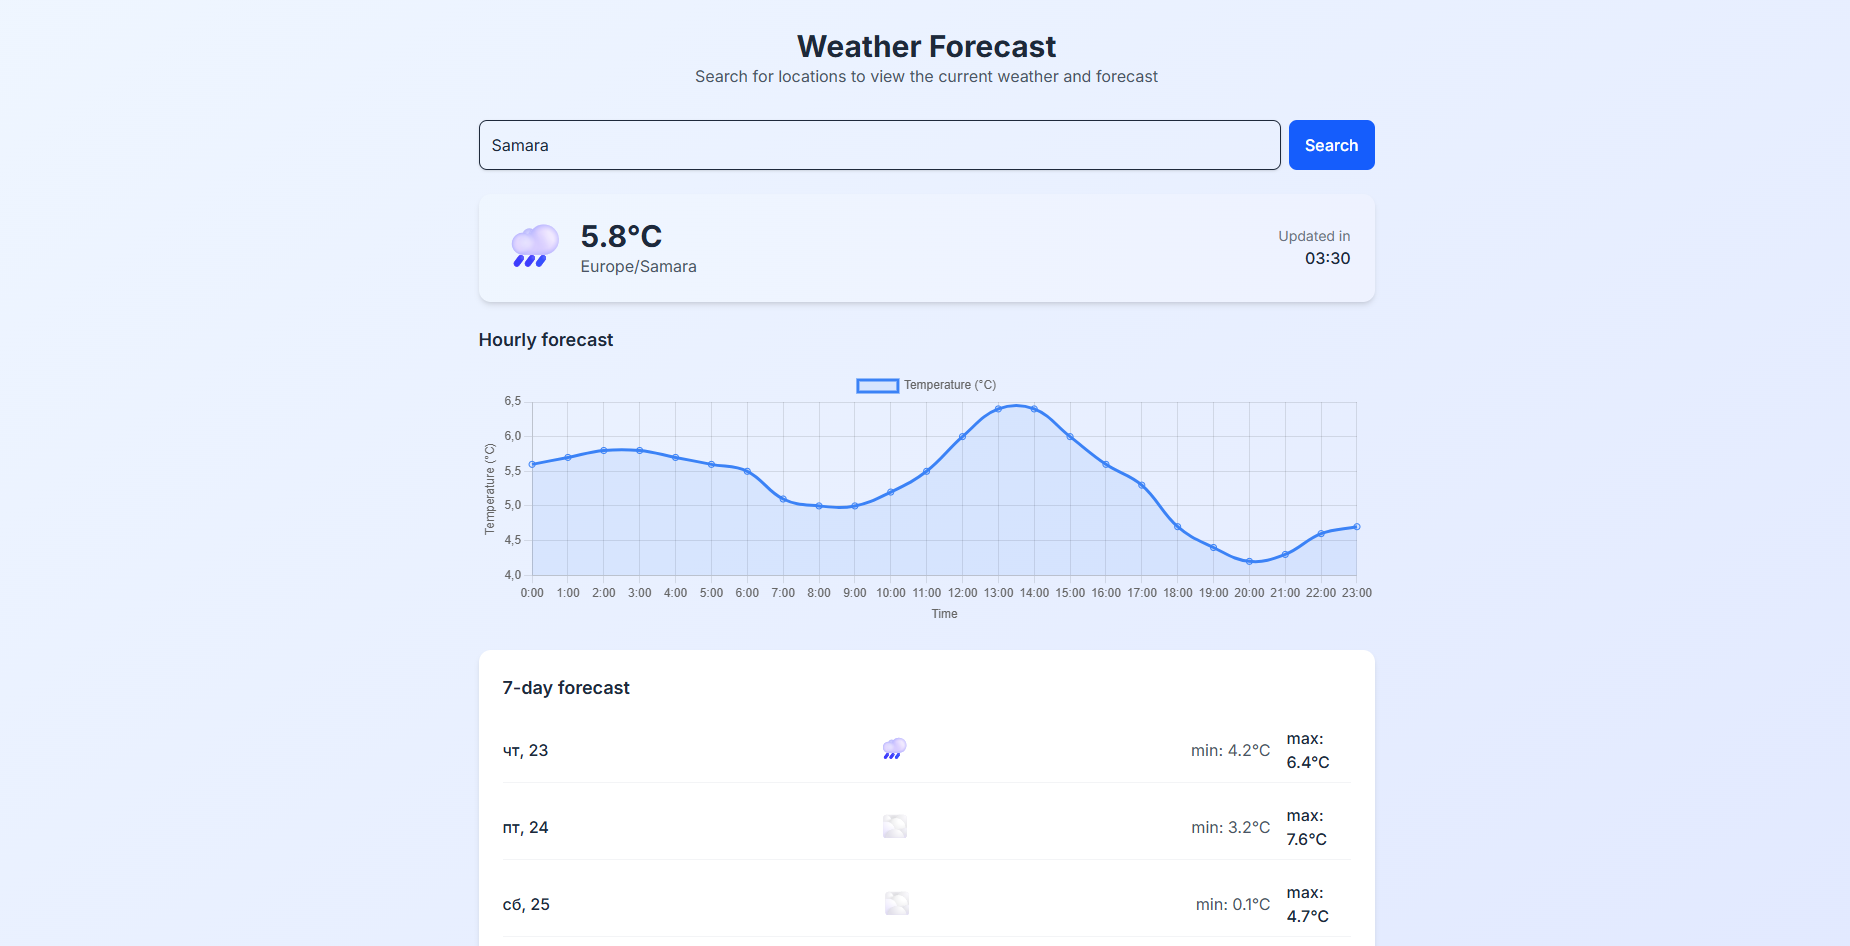 Weather Forecast
Search for locations to view the current weather and forecast
Samara
Search
5.8°C
Europe/Samara
Updated in
03:30
Hourly forecast
Temperature (°C)
Temperature (°C)
6,5
6,0
5,5
5,0
4,5
4,0
0:00 1:00 2:00 3:00 4:00 5:00 6:00 7:00 8:00 9:00 10:00 11:00 12:00 13:00 14:00 15:00 16:00 17:00 18:00 19:00 20:00 21:00 22:00 23:00
Time
7-day forecast
чт, 23
min: 4.2°C
max:
6.4°C
пт, 24
min: 3.2°C
max:
7.6°C
сб, 25
min: 0.1°C
max:
4.7°C